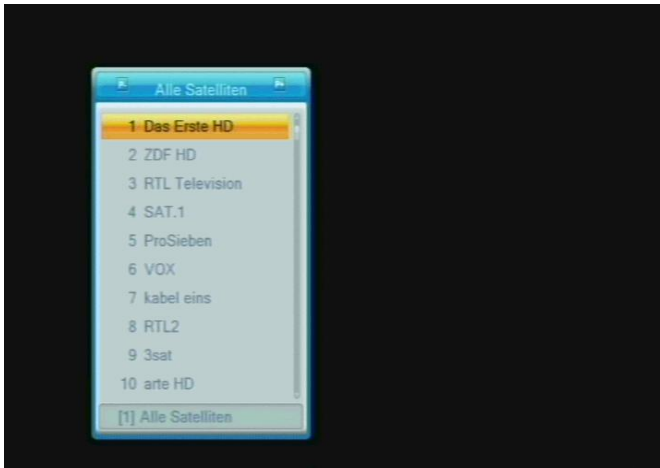 Alle Satelliten
1 Das Erste HD
2 ZDF HD
3 RTL Television
4 SAT.1
5 ProSieben
6 VOX
7 kabel eins
8 RTL2
9 3sat
10 arte HD
[1] Alle Satelliten